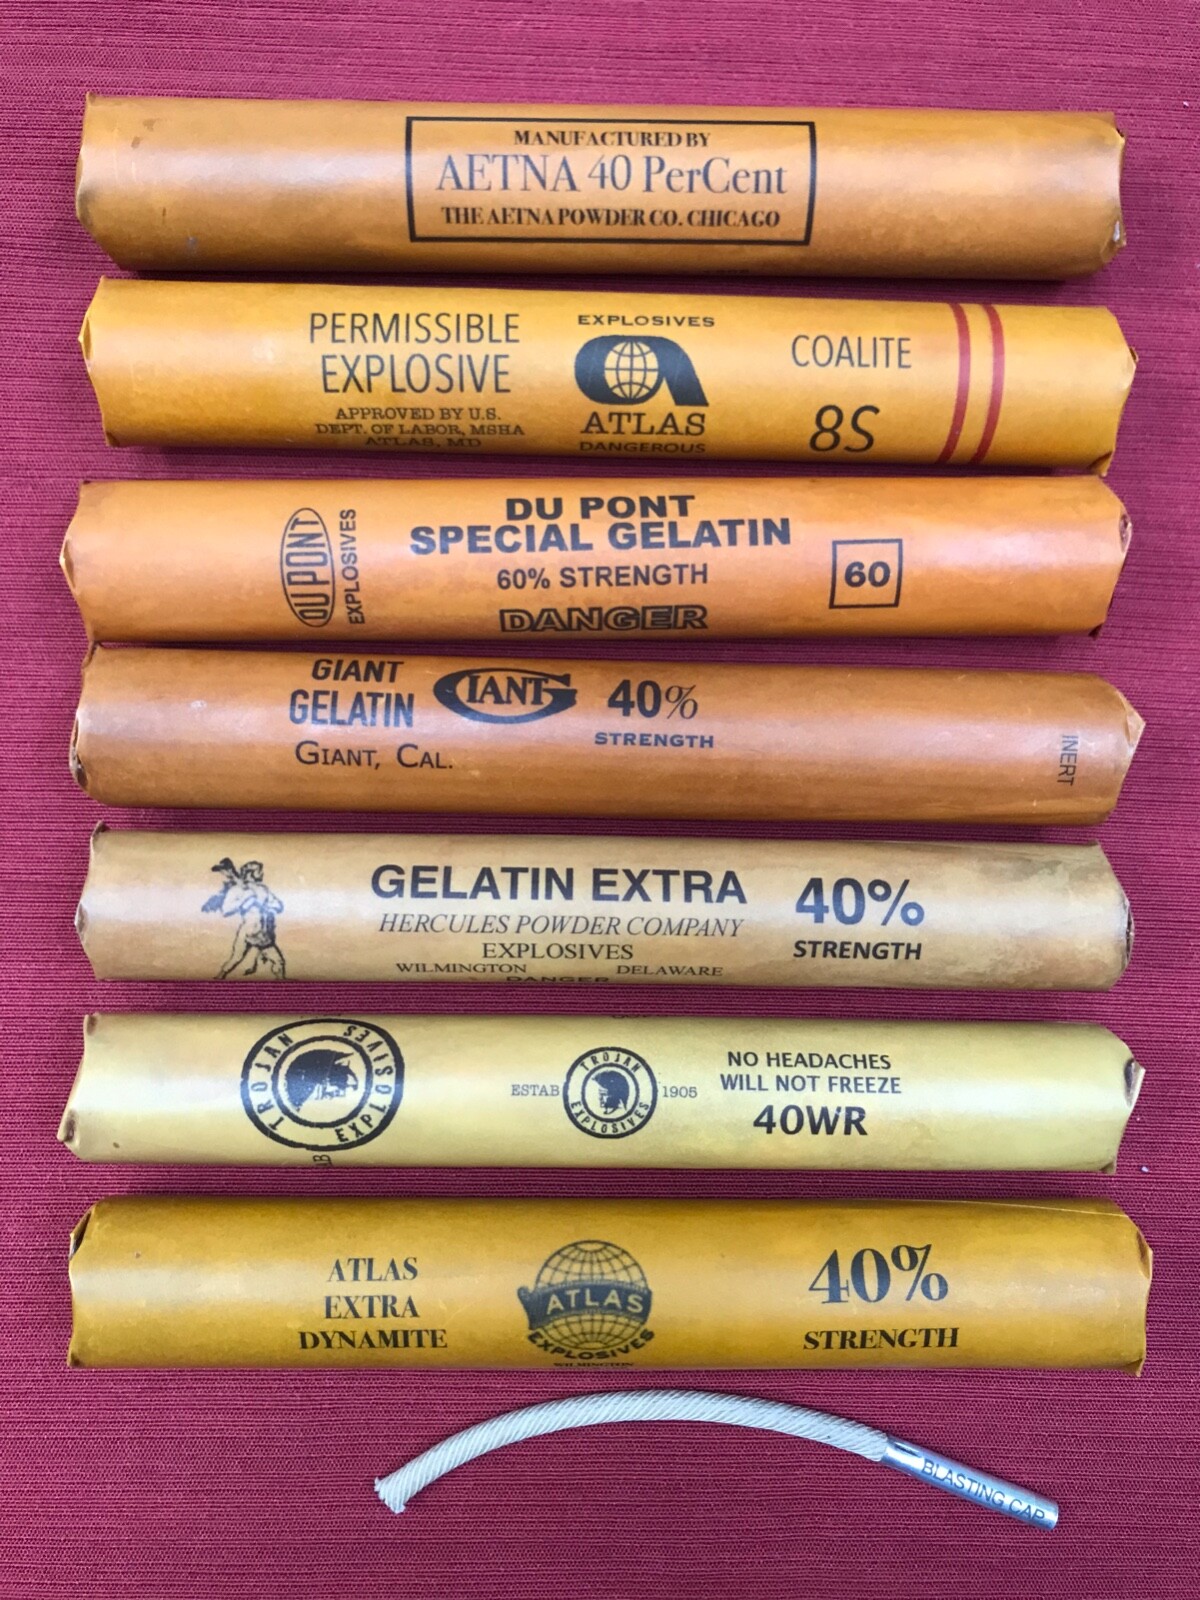 MANUFACTURED BY
AETNA 40 PerCent
THE AETNA POWDER CO. CHICAGO
PERMISSIBLE
EXPLOSIVE
APPROVED BY U.S.
DEPT. OF LABOR, MSHA
ATLAS, MD
EXPLOSIVES
ATLAS
DANGEROUS
COALITE
8S
DU PONT
EXPLOSIVES
DU PONT
SPECIAL GELATIN
60% STRENGTH
DANGER
60
GIANT
GELATIN
GIANT, CAL.
GIANT
40%
STRENGTH
INERT
GELATIN EXTRA
HERCULES POWDER COMPANY
EXPLOSIVES
WILMINGTON DELAWARE
DANGER
40%
STRENGTH
TROJAN EXPLOSIVES
ESTAB
TROJAN EXPLOSIVES
1905
NO HEADACHES
WILL NOT FREEZE
40WR
ATLAS
EXTRA
DYNAMITE
ATLAS
EXPLOSIVES
WILMINGTON
40%
STRENGTH
BLASTING CAP